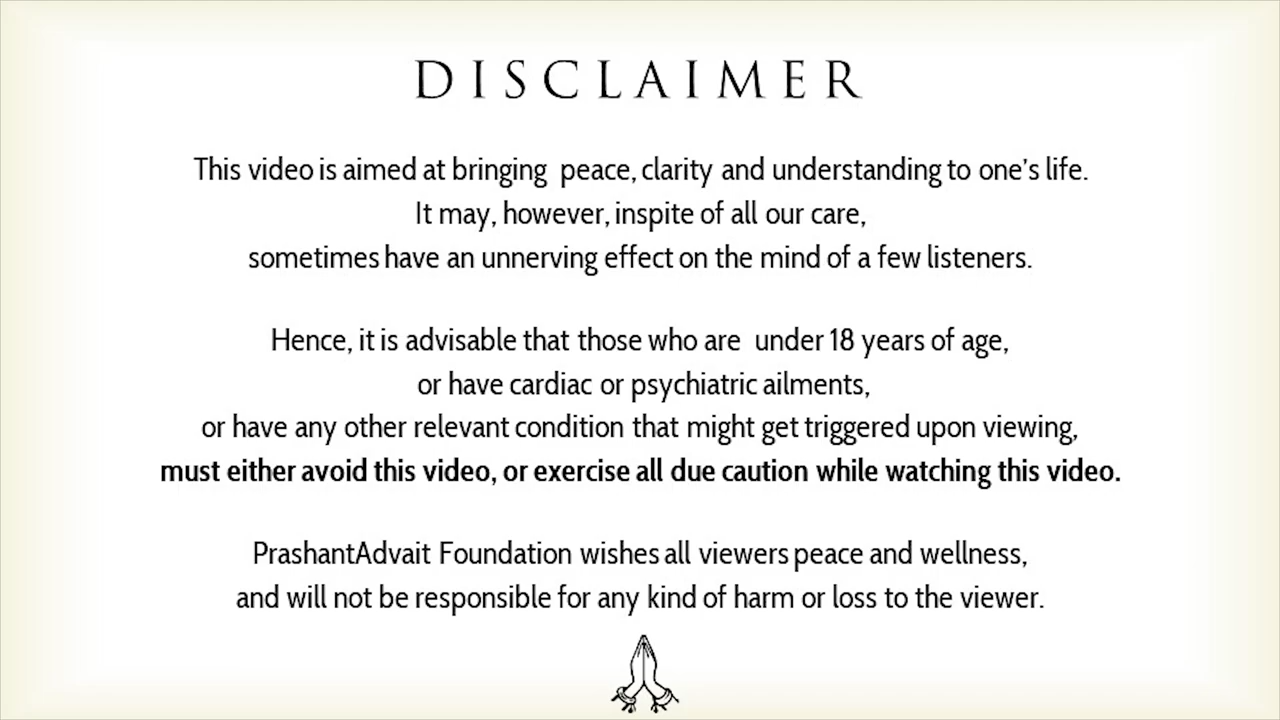 DISCLAIMER
This video is aimed at bringing peace, clarity and understanding to one's life.
It may, however, inspite of all our care,
sometimes have an unnerving effect on the mind of a few listeners.
Hence, it is advisable that those who are under 18 years of age,
or have cardiac or psychiatric ailments,
or have any other relevant condition that might get triggered upon viewing,
must either avoid this video, or exercise all due caution while watching this video.
PrashantAdvait Foundation wishes all viewers peace and wellness,
and will not be responsible for any kind of harm or loss to the viewer.